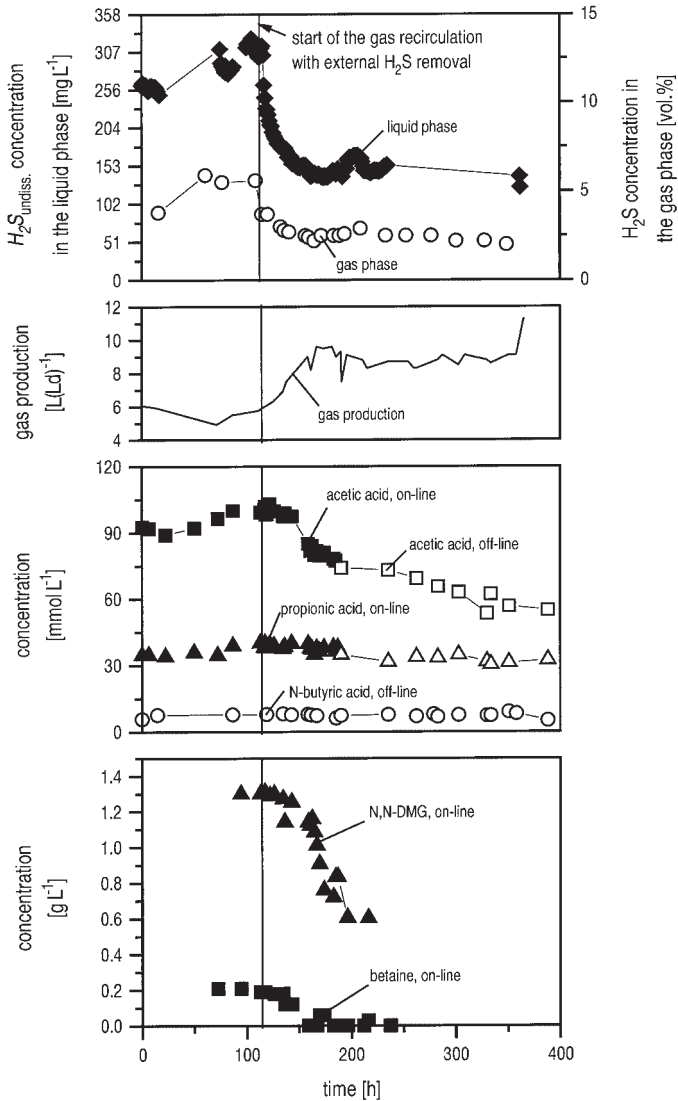 H2Sundiss. concentration
in the liquid phase [mgL-1]
358
307
256
204
153
102
51
0
15
10
5
0
H2S concentration in
the gas phase [vol.%]
start of the gas recirculation
with external H2S removal
liquid phase
gas phase
gas production
[L(Ld)-1]
12
10
8
6
4
gas production
concentration
[mmol L-1]
120
90
60
30
0
acetic acid, on-line
acetic acid, off-line
propionic acid, on-line
N-butyric acid, off-line
concentration
[g L-1]
1.4
1.2
1.0
0.8
0.6
0.4
0.2
0.0
N,N-DMG, on-line
betaine, on-line
0
100
200
300
400
time [h]